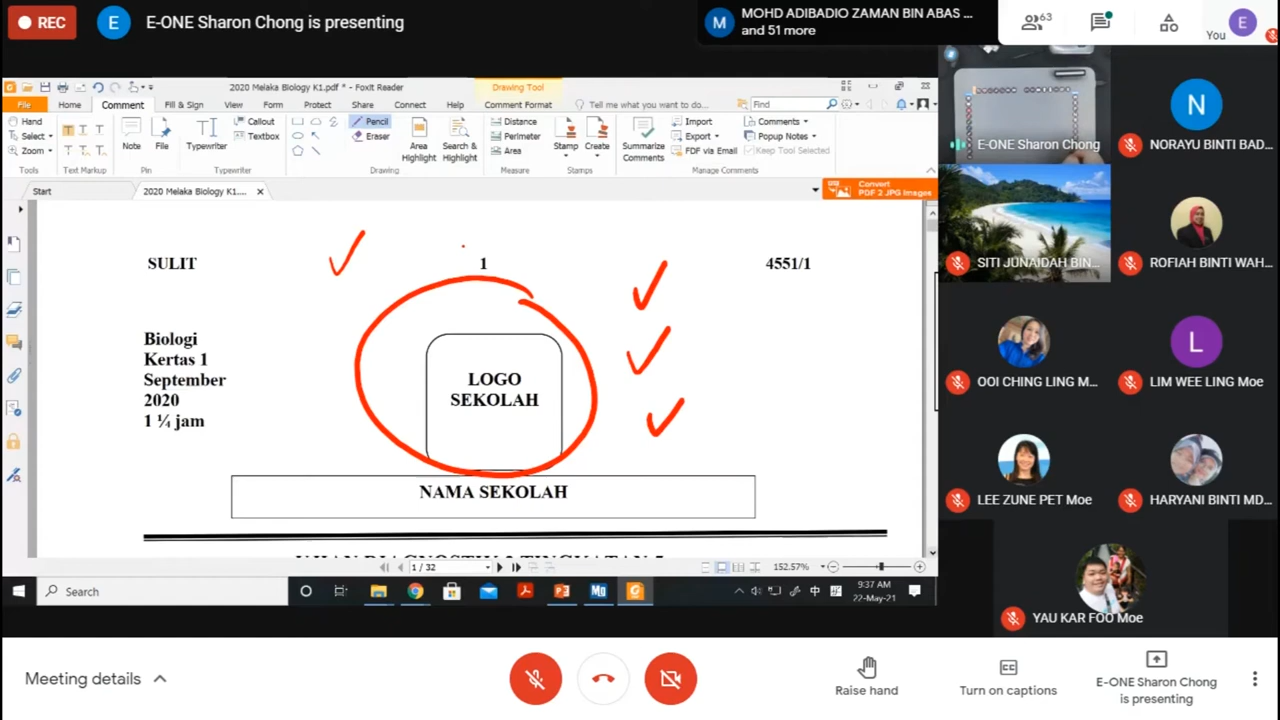 REC
E
E-ONE Sharon Chong is presenting
M
MOHD ADIBADIO ZAMAN BIN ABAS ...
and 51 more
63
You
E
2020 Melaka Biology K1.pdf * - Foxit Reader
Drawing Tool
File
Home
Comment
Fill & Sign
View
Form
Protect
Share
Connect
Help
Comment Format
Tell me what you want to do...
Find
Hand
Select
Zoom
Tools
Text Markup
Note
File
Pin
Typewriter
Callout
Textbox
Typewriter
Pencil
Eraser
Area Highlight
Search & Highlight
Drawing
Distance
Perimeter
Area
Measure
Stamp
Create
Stamps
Summarize Comments
Import
Export
FDF via Email
Comments
Popup Notes
Keep Tool Selected
Manage Comments
Start
2020 Melaka Biology K1....
Convert
PDF 2 JPG Images
SULIT
1
4551/1
Biologi
Kertas 1
September
2020
1 ¼ jam
LOGO
SEKOLAH
NAMA SEKOLAH
UJIAN DIAGNOSTIK 2 TINGKATAN 5
1 / 32
152.57%
Search
中
9:37 AM
22-May-21
E-ONE Sharon Chong
N
NORAYU BINTI BAD...
SITI JUNAIDAH BIN...
ROFIAH BINTI WAH...
OOI CHING LING M...
L
LIM WEE LING Moe
LEE ZUNE PET Moe
HARYANI BINTI MD...
YAU KAR FOO Moe
Meeting details
Raise hand
Turn on captions
E-ONE Sharon Chong
is presenting